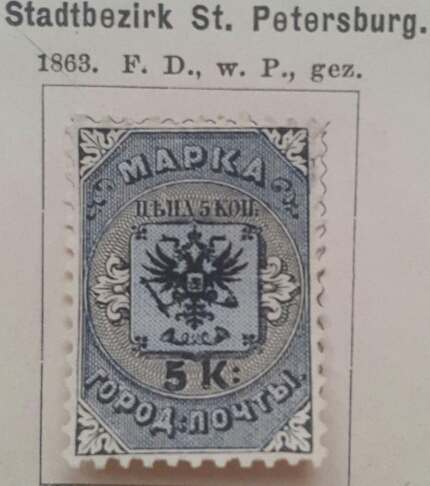 Stadtbezirk St. Petersburg.
1863. F. D., w. P., gez.
МАРКА
ЦѢНА 5 КОП:
5 К:
ГОРОД: ПОЧТЫ.